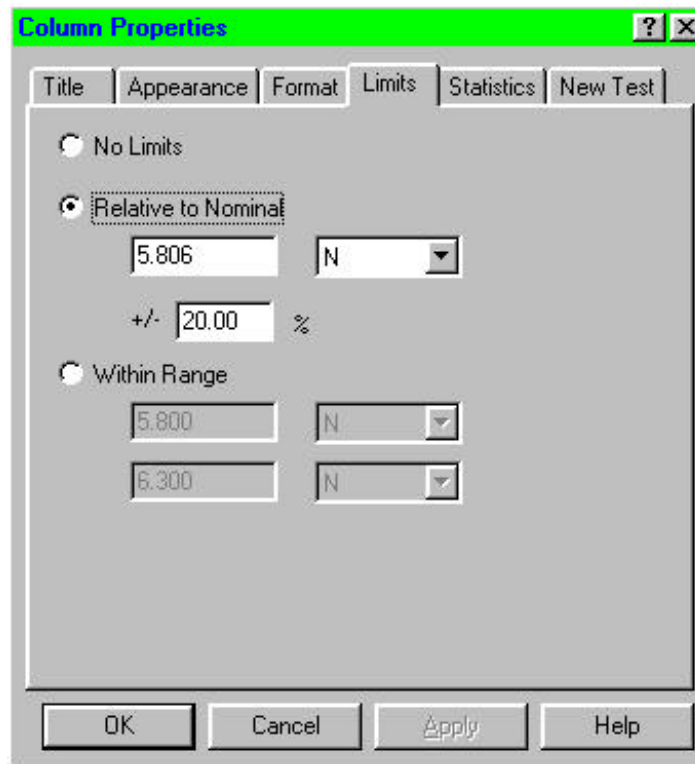 Column Properties
Title Appearance Format Limits Statistics New Test
No Limits
Relative to Nominal
5.806 N
+/- 20.00 %
Within Range
5.800 N
6.300 N
OK Cancel Apply Help